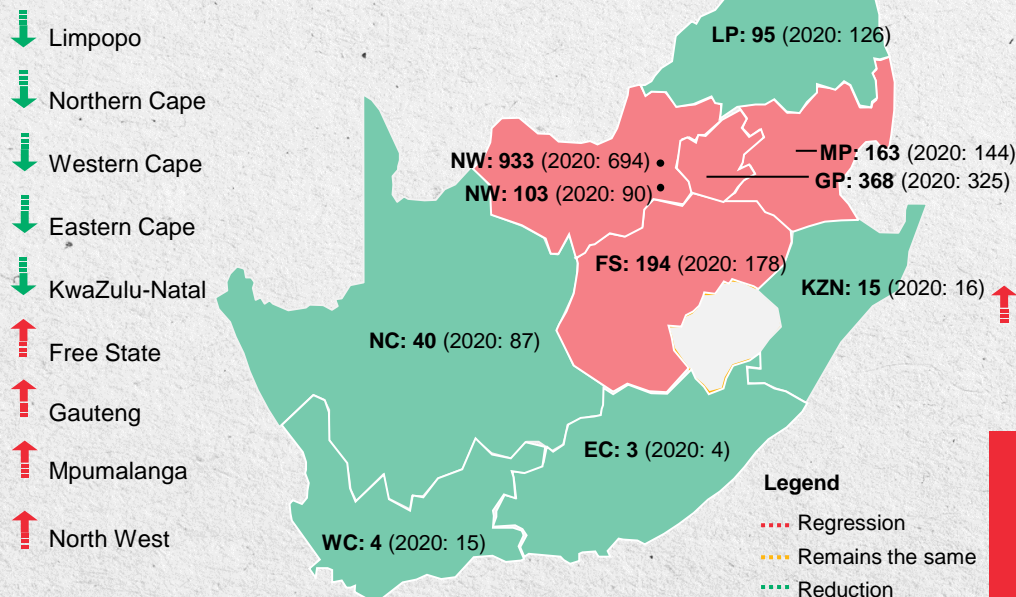 Limpopo
Northern Cape
Western Cape
Eastern Cape
KwaZulu-Natal
Free State
Gauteng
Mpumalanga
North West
LP: 95 (2020: 126)
NW: 933 (2020: 694)
NW: 103 (2020: 90)
MP: 163 (2020: 144)
GP: 368 (2020: 325)
FS: 194 (2020: 178)
KZN: 15 (2020: 16)
NC: 40 (2020: 87)
EC: 3 (2020: 4)
WC: 4 (2020: 15)
Legend
Regression
Remains the same
Reduction